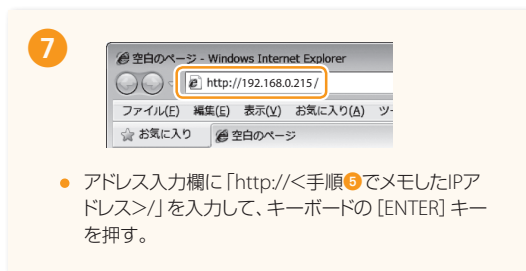 7
空白のページ - Windows Internet Explorer
http://192.168.0.215/
ファイル(F) 編集(E) 表示(V) お気に入り(A) ツー
お気に入り 空白のページ
● アドレス入力欄に「http://<手順❺でメモしたIPア
ドレス>/」を入力して、キーボードの［ENTER］キー
を押す。